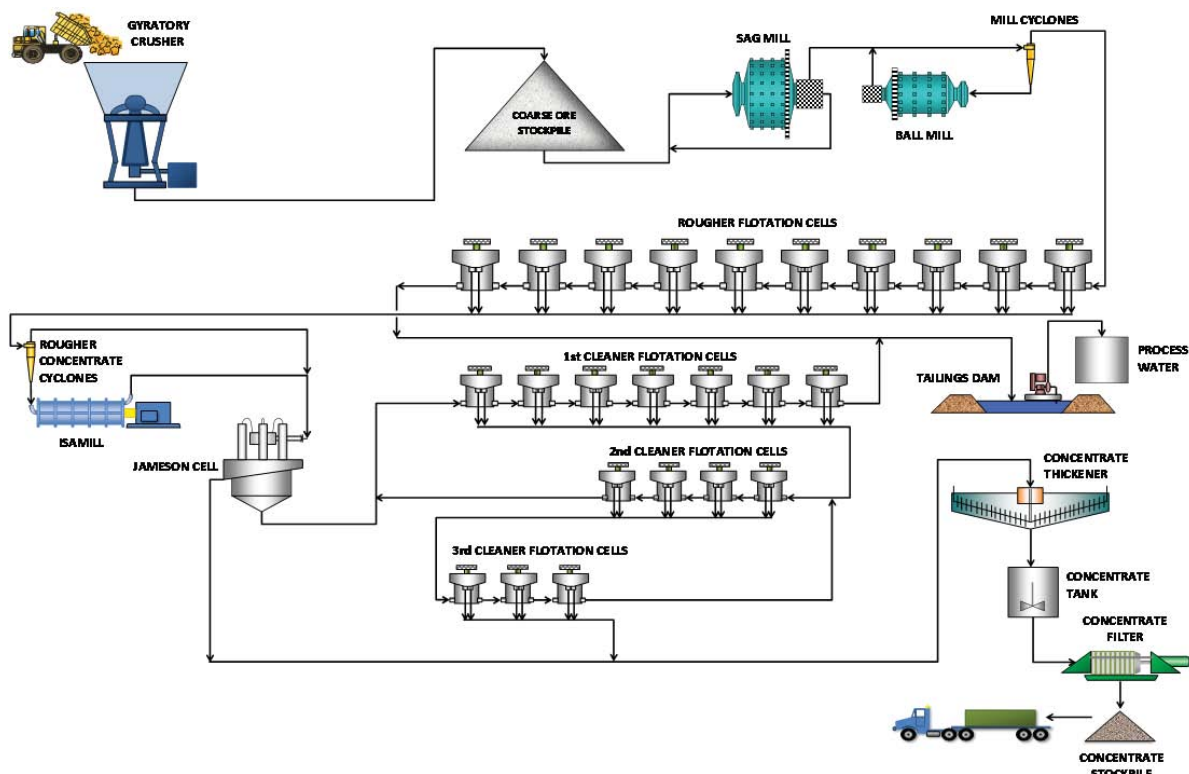 GYRATORY
CRUSHER
MILL CYCLONES
SAG MILL
COARSE ORE
STOCKPILE
BALL MILL
ROUGHER FLOTATION CELLS
ROUGHER
CONCENTRATE
CYCLONES
1st CLEANER FLOTATION CELLS
PROCESS
WATER
TAILINGS DAM
ISAMILL
JAMESON CELL
2nd CLEANER FLOTATION CELLS
CONCENTRATE
THICKENER
3rd CLEANER FLOTATION CELLS
CONCENTRATE
TANK
CONCENTRATE
FILTER
CONCENTRATE
STOCKPILE